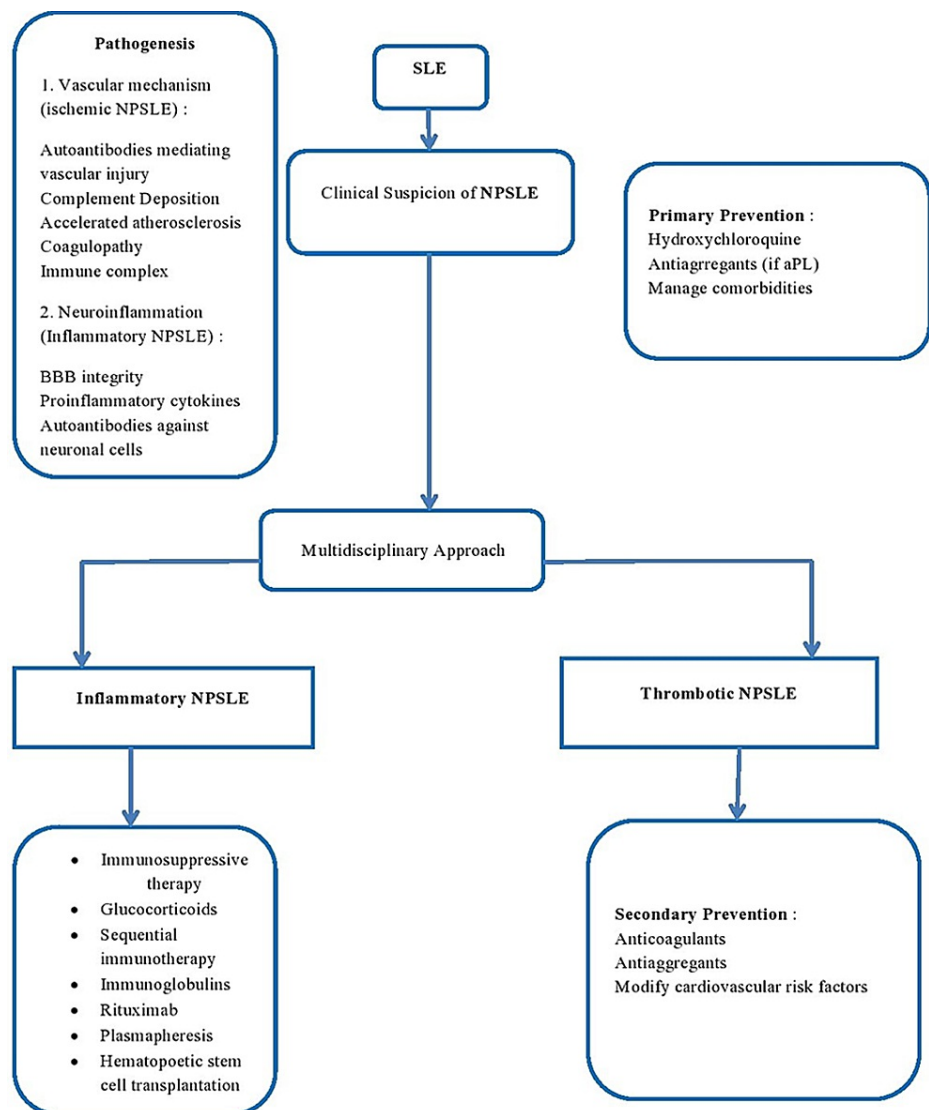 Pathogenesis
1. Vascular mechanism
(ischemic NPSLE) :
Autoantibodies mediating
vascular injury
Complement Deposition
Accelerated atherosclerosis
Coagulopathy
Immune complex
2. Neuroinflammation
(Inflammatory NPSLE) :
BBB integrity
Proinflammatory cytokines
Autoantibodies against
neuronal cells
SLE
Clinical Suspicion of NPSLE
Primary Prevention :
Hydroxychloroquine
Antiagrregants (if aPL)
Manage comorbidities
Multidisciplinary Approach
Inflammatory NPSLE
Thrombotic NPSLE
• Immunosuppressive
therapy
• Glucocorticoids
• Sequential
immunotherapy
• Immunoglobulins
• Rituximab
• Plasmapheresis
• Hematopoetic stem
cell transplantation
Secondary Prevention :
Anticoagulants
Antiaggregants
Modify cardiovascular risk factors